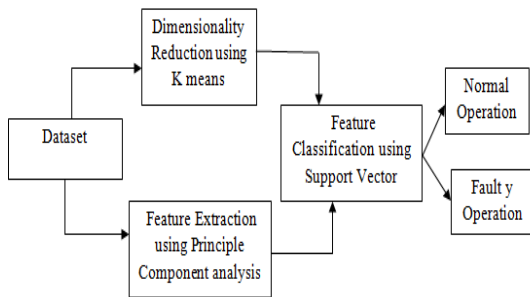 Dimensionality
Reduction using
K means
Dataset
Feature
Classification using
Support Vector
Normal
Operation
Fault y
Operation
Feature Extraction
using Principle
Component analysis